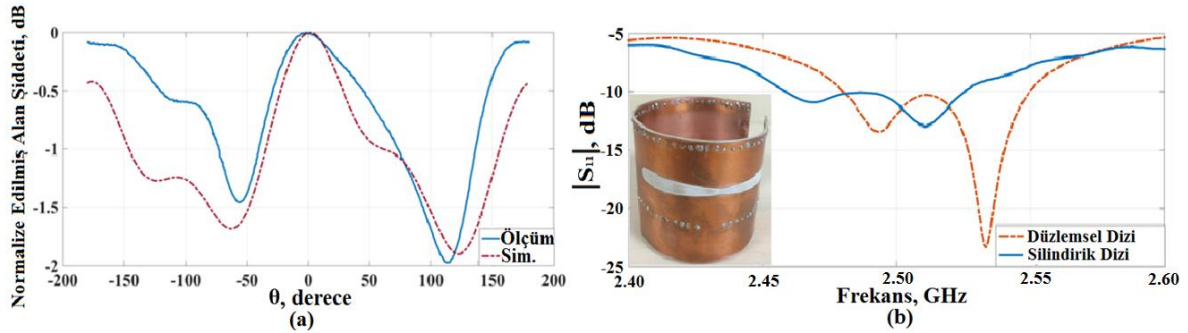 Normalize Edilmiş Alan Şiddeti, dB
0
-0.5
-1
-1.5
-2
-200 -150 -100 -50 0 50 100 150 200
θ, derece
Ölçüm
Sim.
(a)
|S₁₁|, dB
-5
-10
-15
-20
-25
2.40 2.45 2.50 2.55 2.60
Frekans, GHz
Düzlemsel Dizi
Silindirik Dizi
(b)